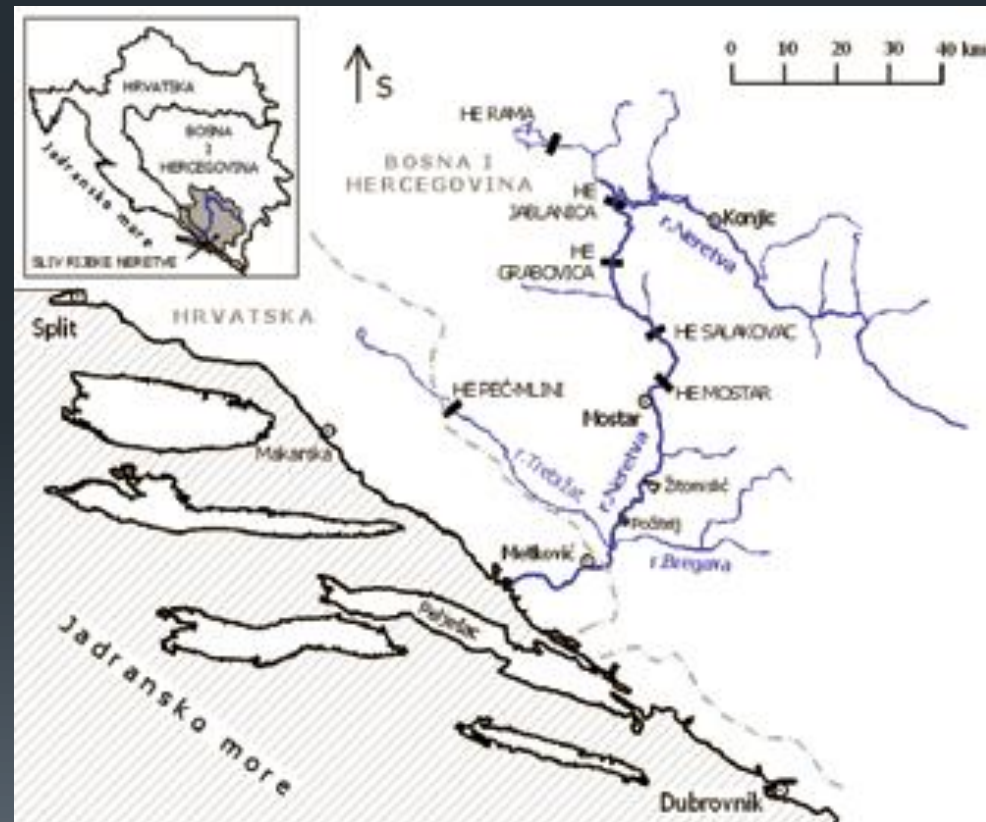 HRVATSKA
BOSNA
I
HERCEGOVINA
Jadransko more
SLIV RIJEKE NERETVE
S
0 10 20 30 40 km
HE RAMA
BOSNA I
HERCEGOVINA
HE
JABLANICA
Konjic
r.Neretva
HE
GRABOVICA
Split
HRVATSKA
HE SALAKOVAC
HE PEĆ-MLINI
HE MOSTAR
Mostar
Makarska
r.Trebižat
r.Neretva
Žitomislić
Počitelj
Metković
r.Bregava
Pelješac
Jadransko more
Dubrovnik